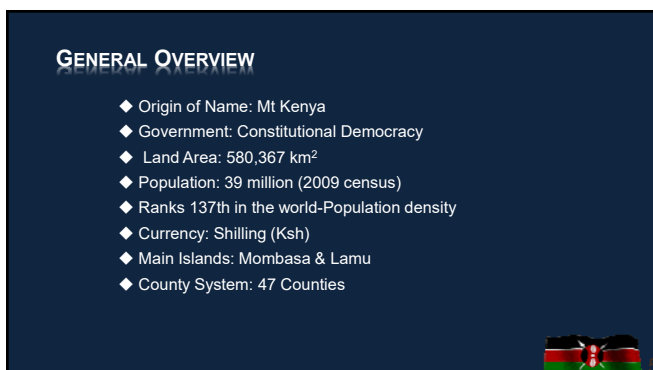 GENERAL OVERVIEW
◆ Origin of Name: Mt Kenya
◆ Government: Constitutional Democracy
◆ Land Area: 580,367 km²
◆ Population: 39 million (2009 census)
◆ Ranks 137th in the world-Population density
◆ Currency: Shilling (Ksh)
◆ Main Islands: Mombasa & Lamu
◆ County System: 47 Counties